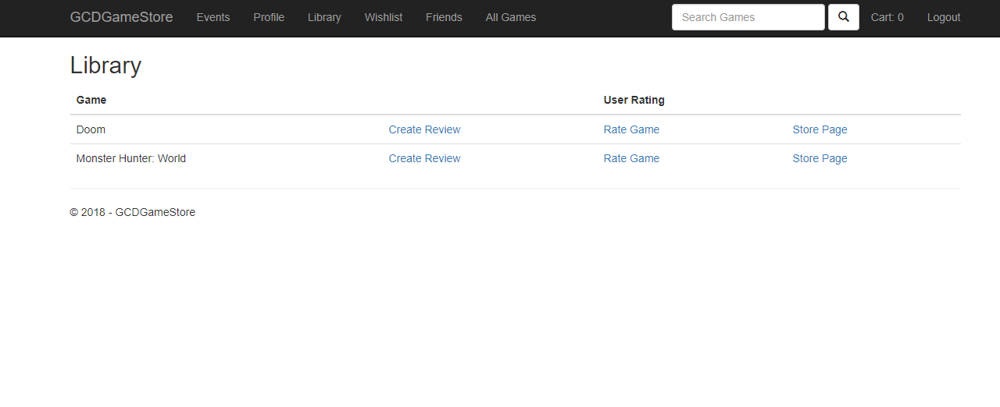 GCDGameStore Events Profile Library Wishlist Friends All Games Search Games Cart: 0 Logout
Library
Game User Rating
Doom Create Review Rate Game Store Page
Monster Hunter: World Create Review Rate Game Store Page
© 2018 - GCDGameStore